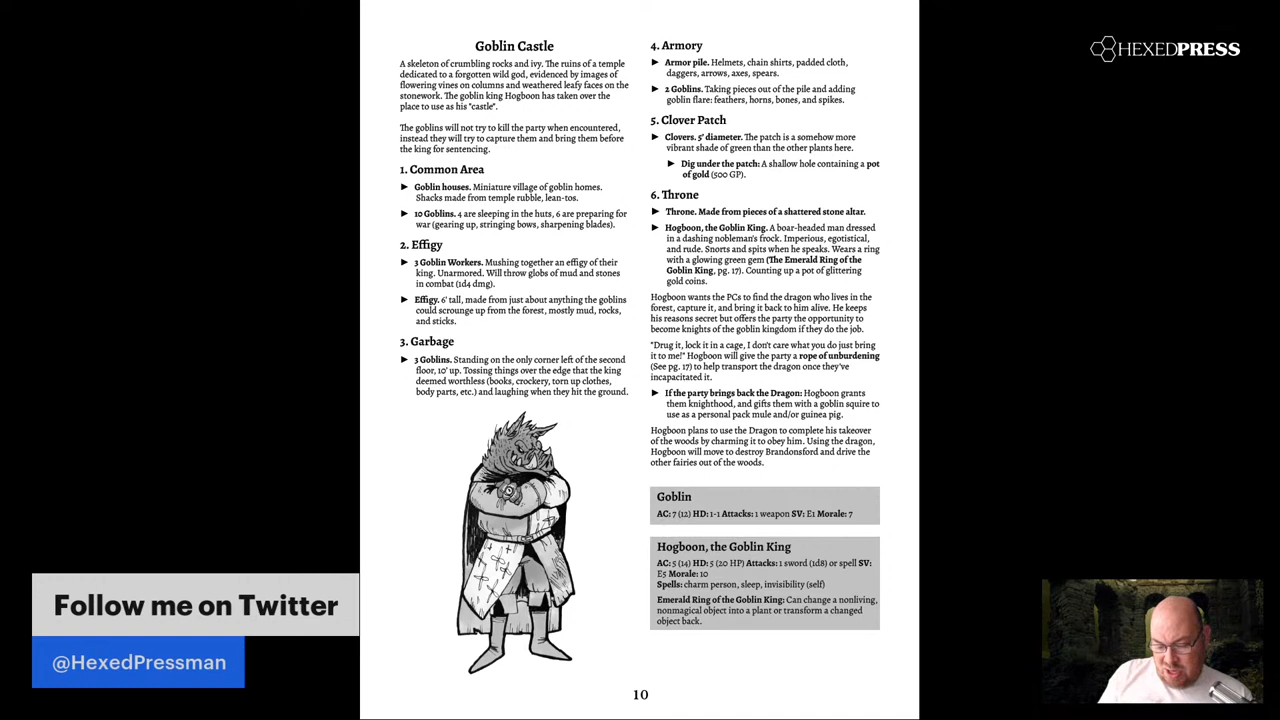 Goblin Castle
A skeleton of crumbling rocks and ivy. The ruins of a temple
dedicated to a forgotten wild god, evidenced by images of
flowering vines on columns and weathered leafy faces on the
stonework. The goblin king Hogboon has taken over the
place to use as his "castle".
The goblins will not try to kill the party when encountered,
instead they will try to capture them and bring them before
the king for sentencing.
1. Common Area
► Goblin houses. Miniature village of goblin homes.
Shacks made from temple rubble, lean-tos.
► 10 Goblins. 4 are sleeping in the huts, 6 are preparing for
war (gearing up, stringing bows, sharpening blades).
2. Effigy
► 3 Goblin Workers. Mushing together an effigy of their
king. Unarmored. Will throw globs of mud and stones
in combat (1d4 dmg).
► Effigy. 6' tall, made from just about anything the goblins
could scrounge up from the forest, mostly mud, rocks,
and sticks.
3. Garbage
► 3 Goblins. Standing on the only corner left of the second
floor, 10' up. Tossing things over the edge that the king
deemed worthless (books, crockery, torn up clothes,
body parts, etc.) and laughing when they hit the ground.
4. Armory
► Armor pile. Helmets, chain shirts, padded cloth,
daggers, arrows, axes, spears.
► 2 Goblins. Taking pieces out of the pile and adding
goblin flare: feathers, horns, bones, and spikes.
5. Clover Patch
► Clovers. 5' diameter. The patch is a somehow more
vibrant shade of green than the other plants here.
► Dig under the patch: A shallow hole containing a pot
of gold (500 GP).
6. Throne
► Throne. Made from pieces of a shattered stone altar.
► Hogboon, the Goblin King. A boar-headed man dressed
in a dashing nobleman's frock. Imperious, egotistical,
and rude. Snorts and spits when he speaks. Wears a ring
with a glowing green gem (The Emerald Ring of the
Goblin King, pg. 17). Counting up a pot of glittering
gold coins.
Hogboon wants the PCs to find the dragon who lives in the
forest, capture it, and bring it back to him alive. He keeps
his reasons secret but offers the party the opportunity to
become knights of the goblin kingdom if they do the job.
"Drug it, lock it in a cage, I don't care what you do just bring
it to me!" Hogboon will give the party a rope of unburdening
(See pg. 17) to help transport the dragon once they've
incapacitated it.
► If the party brings back the Dragon: Hogboon grants
them knighthood, and gifts them with a goblin squire to
use as a personal pack mule and/or guinea pig.
Hogboon plans to use the Dragon to complete his takeover
of the woods by charming it to obey him. Using the dragon,
Hogboon will move to destroy Brandonsford and drive the
other fairies out of the woods.
Goblin
AC: 7 (12) HD: 1-1 Attacks: 1 weapon SV: E1 Morale: 7
Hogboon, the Goblin King
AC: 5 (14) HD: 5 (20 HP) Attacks: 1 sword (1d8) or spell SV:
E5 Morale: 10
Spells: charm person, sleep, invisibility (self)
Emerald Ring of the Goblin King: Can change a nonliving,
nonmagical object into a plant or transform a changed
object back.
10
HEXEDPRESS
Follow me on Twitter
@HexedPressman